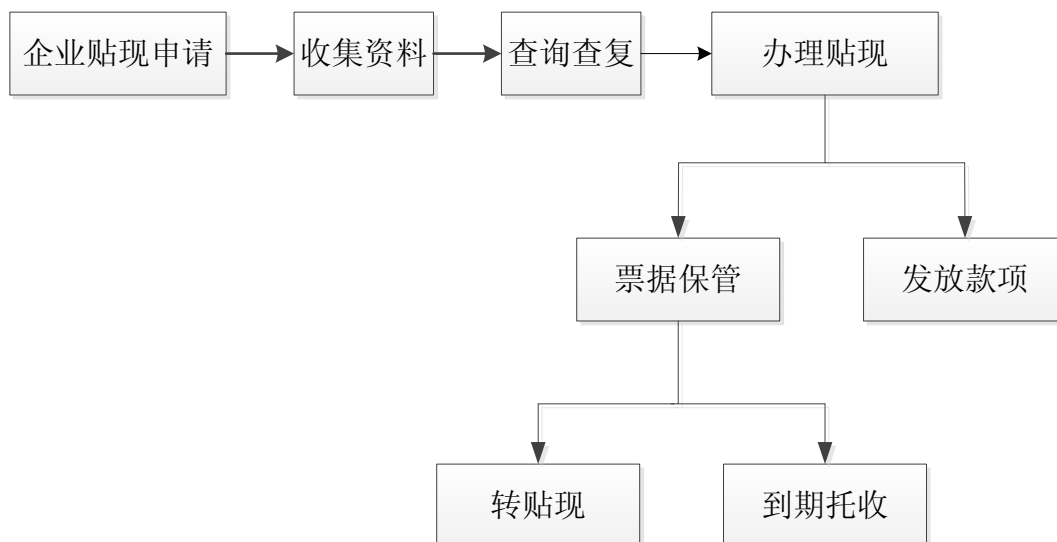 企业贴现申请
收集资料
查询查复
办理贴现
票据保管
发放款项
转贴现
到期托收